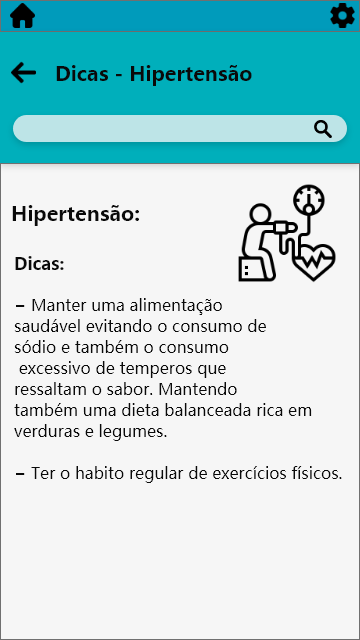 Dicas - Hipertensão
Hipertensão:
Dicas:
– Manter uma alimentação
saudável evitando o consumo de
sódio e também o consumo
excessivo de temperos que
ressaltam o sabor. Mantendo
também uma dieta balanceada rica em
verduras e legumes.
– Ter o habito regular de exercícios físicos.